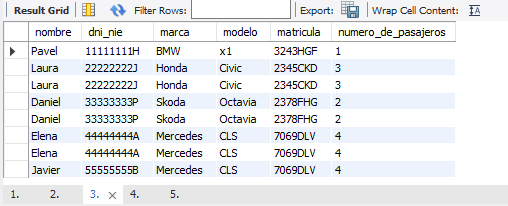 Result Grid Filter Rows: Export: Wrap Cell Content:
nombre dni_nie marca modelo matricula numero_de_pasajeros
Pavel 11111111H BMW x1 3243HGF 1
Laura 22222222J Honda Civic 2345CKD 3
Laura 22222222J Honda Civic 2345CKD 3
Daniel 33333333P Skoda Octavia 2378FHG 2
Daniel 33333333P Skoda Octavia 2378FHG 2
Elena 44444444A Mercedes CLS 7069DLV 4
Elena 44444444A Mercedes CLS 7069DLV 4
Javier 55555555B Mercedes CLS 7069DLV 4
1. 2. 3. 4. 5.